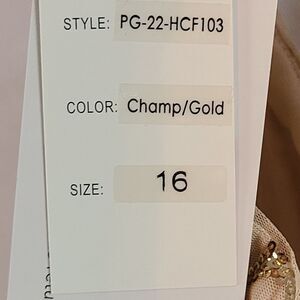 STYLE: PG-22-HCF103
COLOR: Champ/Gold
SIZE: 16